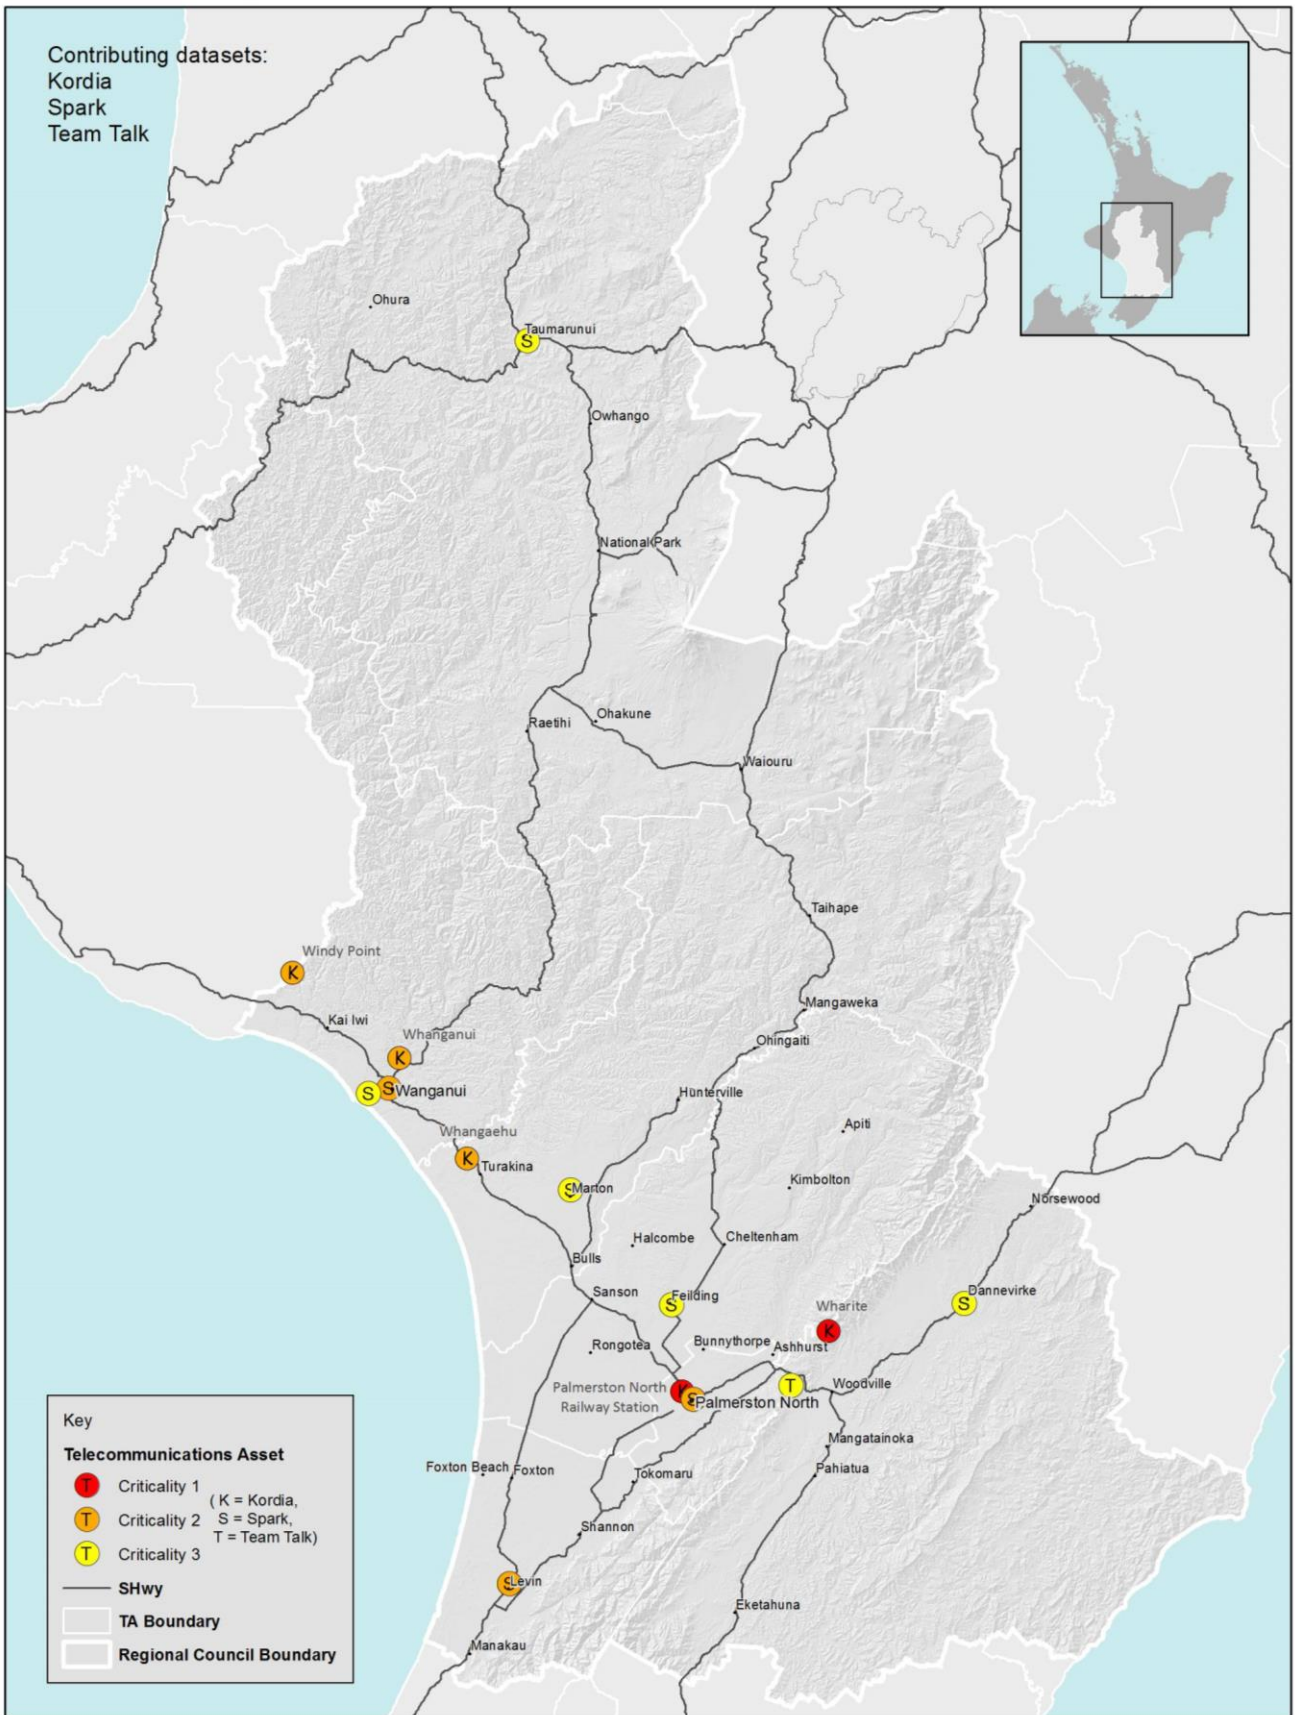 Contributing datasets:
Kordia
Spark
Team Talk
Ohura
Taumarunui
S
Owhango
National Park
Ohakune
Raetihi
Waiouru
Taihape
Windy Point
K
Mangaweka
Kai Iwi
Whanganui
K
Ohingaiti
S
S
Wanganui
Hunterville
Whangaehu
K
Apiti
Turakina
Kimbolton
S
Marton
Norsewood
Halcombe
Cheltenham
Bulls
Sanson
Feilding
S
Dannevirke
S
Wharite
K
Rongotea
Bunnythorpe
Ashhurst
Palmerston North
Railway Station
K
S
Palmerston North
T
Woodville
Mangatainoka
Foxton Beach
Foxton
Tokomaru
Pahiatua
Shannon
S
Levin
Eketahuna
Manakau
Key
Telecommunications Asset
T Criticality 1
( K = Kordia,
T Criticality 2 S = Spark,
T = Team Talk)
T Criticality 3
SHwy
TA Boundary
Regional Council Boundary